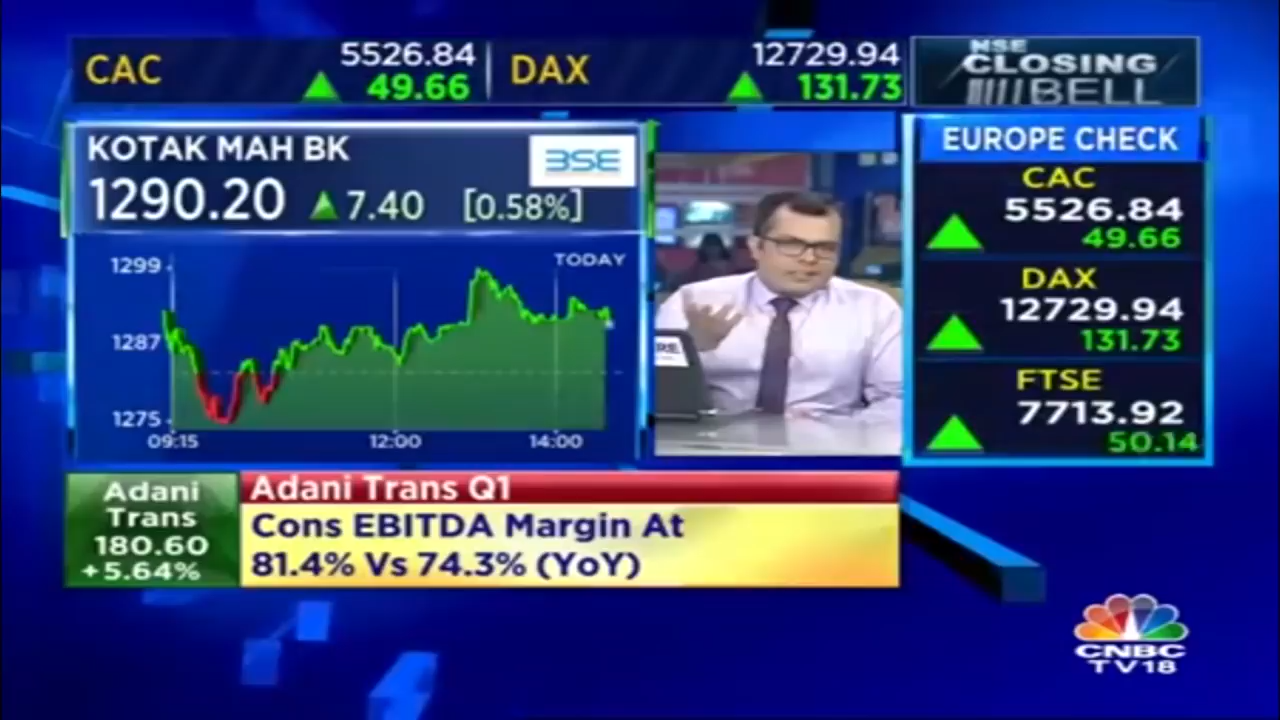 CAC
5526.84
49.66
DAX
12729.94
131.73
NSE
CLOSING
BELL
KOTAK MAH BK
BSE
1290.20 7.40 [0.58%]
TODAY
1299
1287
1275
09:15 12:00 14:00
EUROPE CHECK
CAC
5526.84
49.66
DAX
12729.94
131.73
FTSE
7713.92
50.14
Adani
Trans
180.60
+5.64%
Adani Trans Q1
Cons EBITDA Margin At
81.4% Vs 74.3% (YoY)
CNBC
TV18